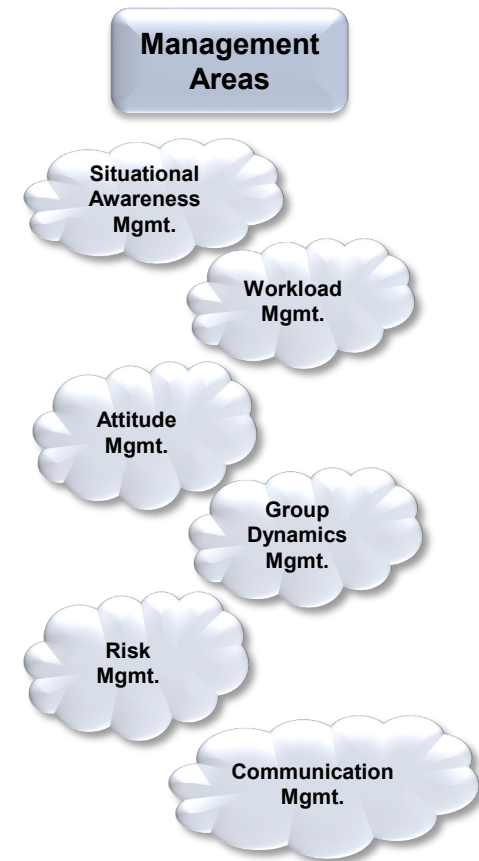 Management
Areas
Situational
Awareness
Mgmt.
Workload
Mgmt.
Attitude
Mgmt.
Group
Dynamics
Mgmt.
Risk
Mgmt.
Communication
Mgmt.